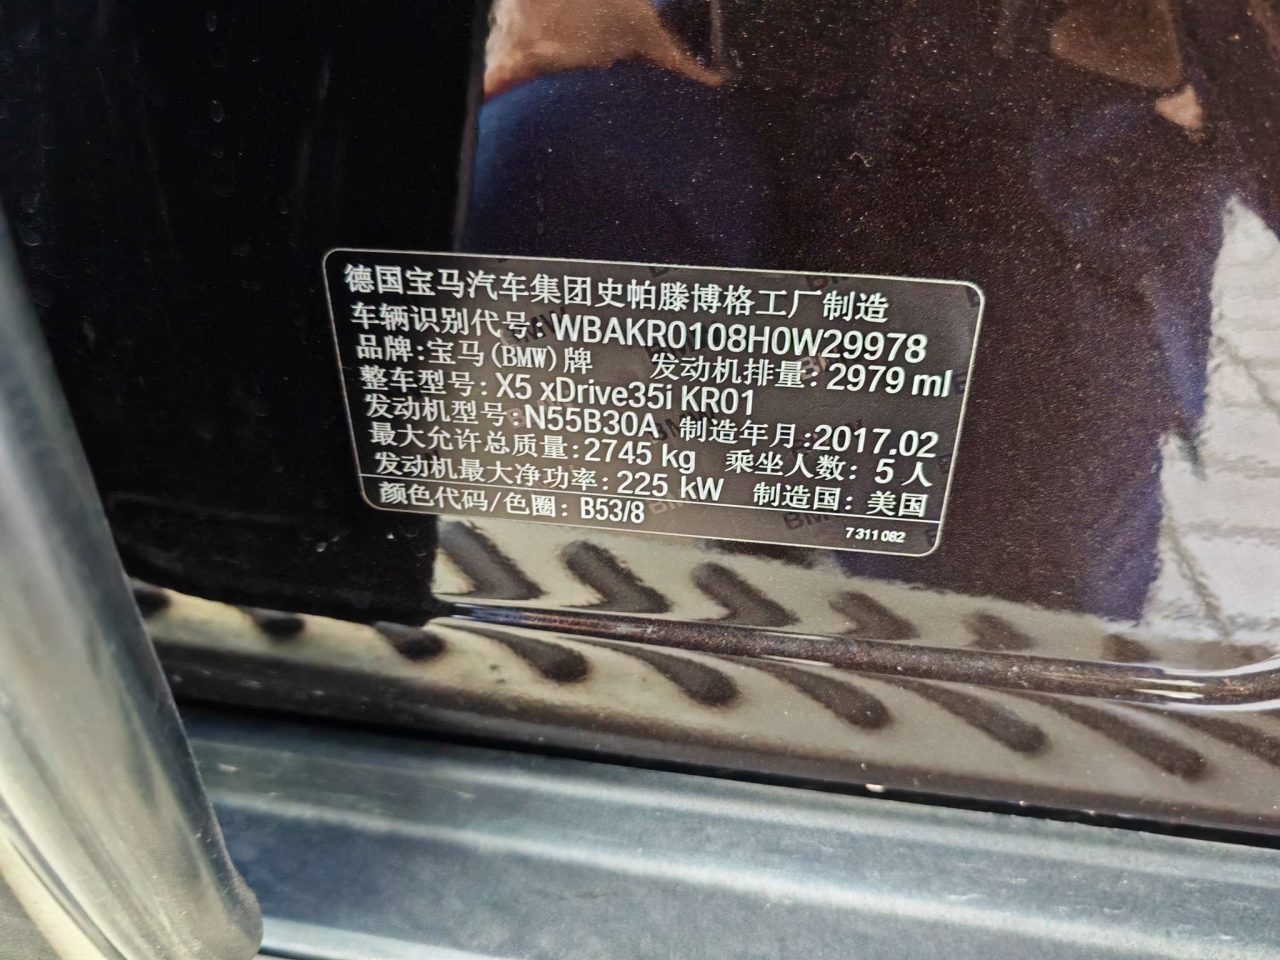 德国宝马汽车集团史帕滕博格工厂制造
车辆识别代号: WBAKR0108H0W29978
品牌: 宝马(BMW)牌 发动机排量: 2979 ml
整车型号: X5 xDrive35i KR01
发动机型号: N55B30A 制造年月: 2017.02
最大允许总质量: 2745 kg 乘坐人数: 5 人
发动机最大净功率: 225 kW 制造国: 美国
颜色代码/色圈: B53/8
7 311 082